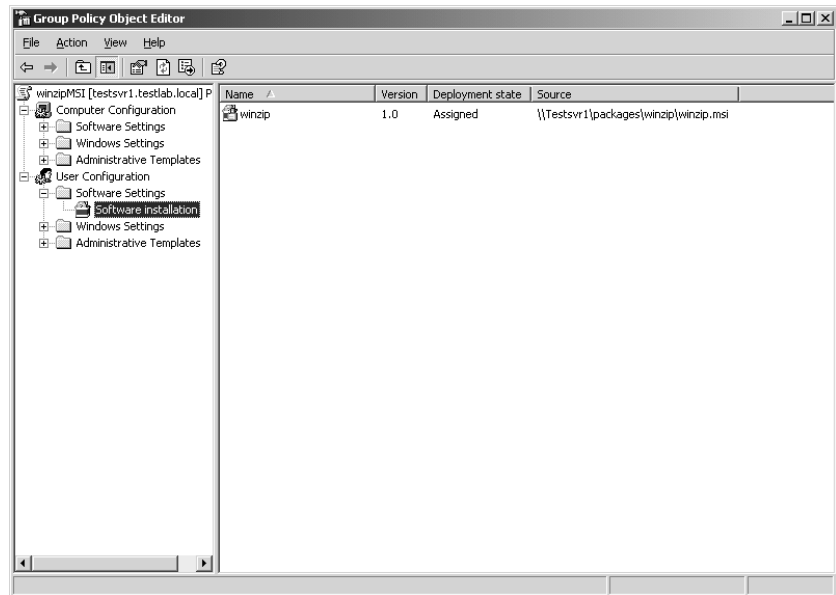 Group Policy Object Editor
File Action View Help
winzipMSI [testsvr1.testlab.local] P
Computer Configuration
Software Settings
Windows Settings
Administrative Templates
User Configuration
Software Settings
Software installation
Windows Settings
Administrative Templates
Name Version Deployment state Source
winzip 1.0 Assigned \\Testsvr1\packages\winzip\winzip.msi